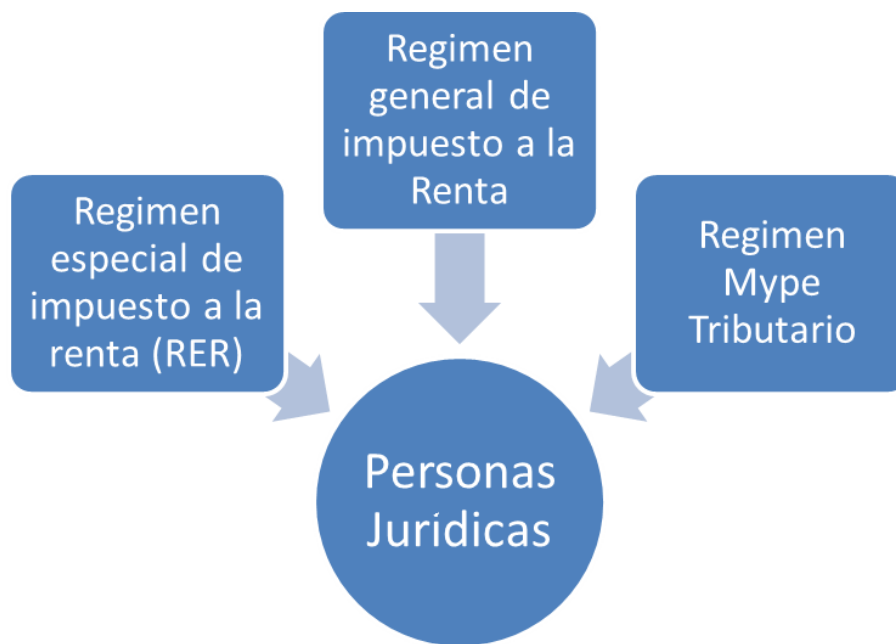 Regimen
general de
impuesto a la
Renta
Regimen
especial de
impuesto a la
renta (RER)
Regimen
Mype
Tributario
Personas
Jurídicas